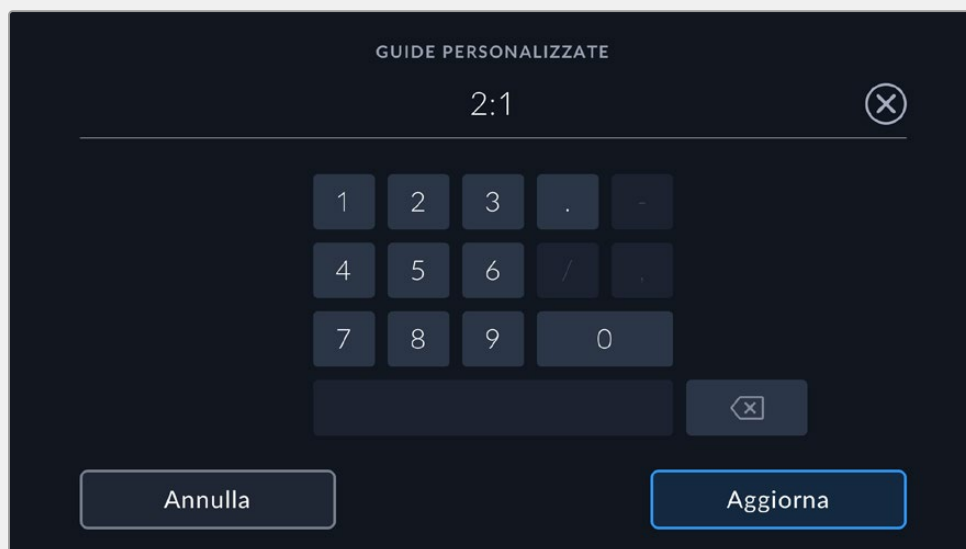 GUIDE PERSONALIZZATE
2:1
1 2 3 . -
4 5 6 / ,
7 8 9 0
Annulla Aggiorna